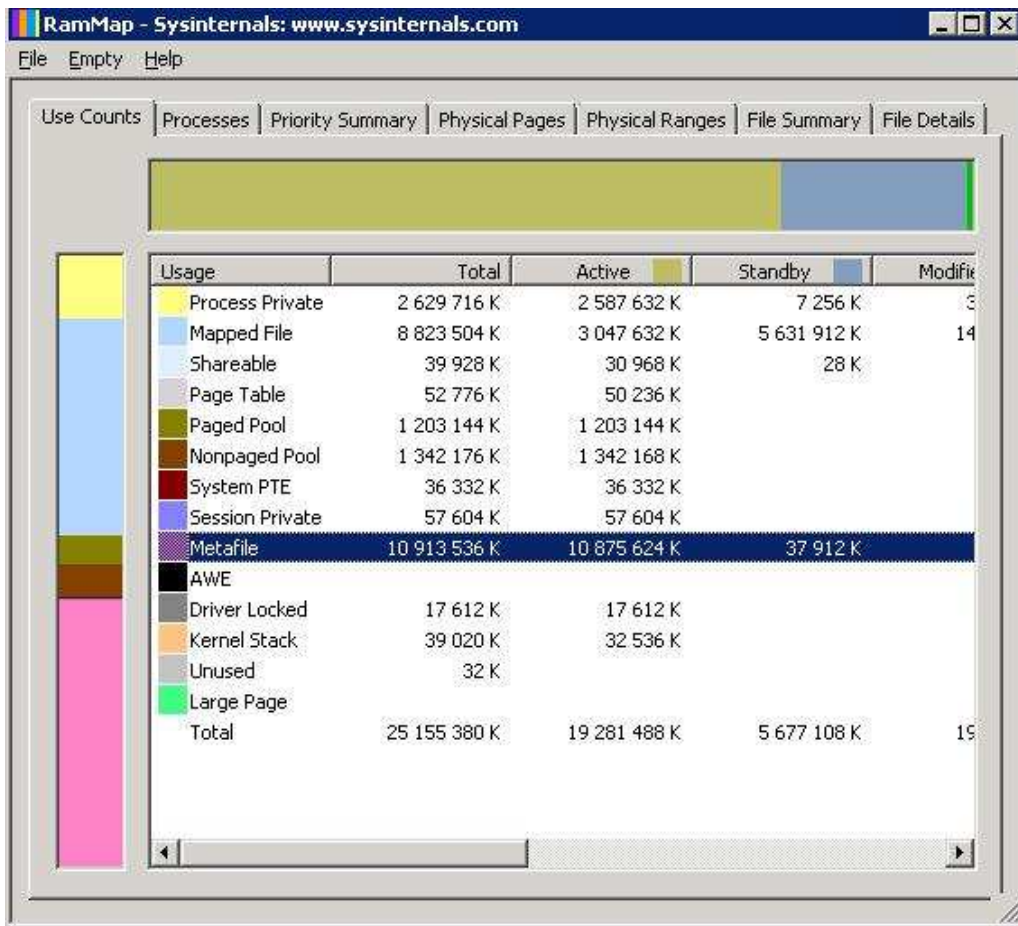 RamMap - Sysinternals: www.sysinternals.com
File Empty Help
Use Counts Processes Priority Summary Physical Pages Physical Ranges File Summary File Details
Usage Total Active Standby Modifie
Process Private 2 629 716 K 2 587 632 K 7 256 K 3
Mapped File 8 823 504 K 3 047 632 K 5 631 912 K 14
Shareable 39 928 K 30 968 K 28 K
Page Table 52 776 K 50 236 K
Paged Pool 1 203 144 K 1 203 144 K
Nonpaged Pool 1 342 176 K 1 342 168 K
System PTE 36 332 K 36 332 K
Session Private 57 604 K 57 604 K
Metafile 10 913 536 K 10 875 624 K 37 912 K
AWE
Driver Locked 17 612 K 17 612 K
Kernel Stack 39 020 K 32 536 K
Unused 32 K
Large Page
Total 25 155 380 K 19 281 488 K 5 677 108 K 19